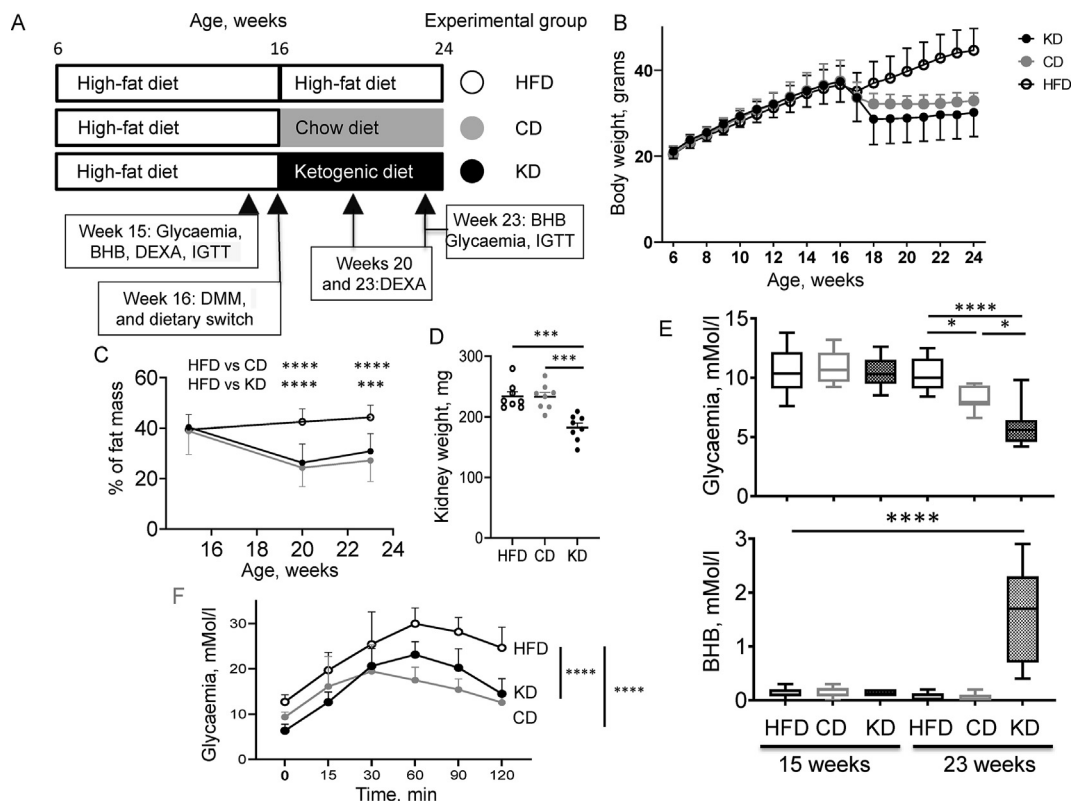 A
Age, weeks
Experimental group
6
16
24
High-fat diet
High-fat diet
HFD
High-fat diet
Chow diet
CD
High-fat diet
Ketogenic diet
KD
Week 15: Glycaemia,
BHB, DEXA, IGTT
Week 16: DMM,
and dietary switch
Weeks 20
and 23:DEXA
Week 23: BHB
Glycaemia, IGTT
B
Body weight, grams
40
20
0
6 8 10 12 14 16 18 20 22 24
Age, weeks
KD
CD
HFD
C
HFD vs CD **** ****
HFD vs KD **** ***
% of fat mass
60
40
20
0
16 18 20 22 24
Age, weeks
D
***
***
Kidney weight, mg
300
200
100
0
HFD CD KD
E
****
* *
Glycaemia, mMol/l
15
10
5
0
****
BHB, mMol/l
3
2
1
0
HFD CD KD HFD CD KD
15 weeks 23 weeks
F
Glycaemia, mMol/l
30
20
10
0
0 15 30 60 90 120
Time, min
HFD
KD
CD
****
****